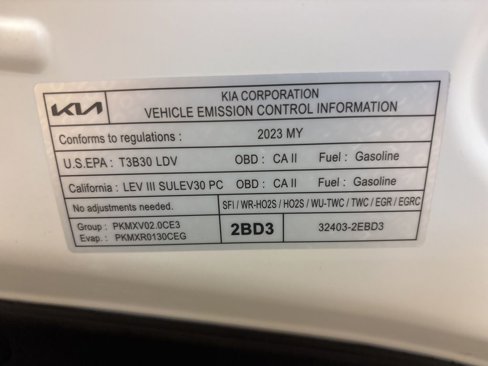 KIA
KIA CORPORATION
VEHICLE EMISSION CONTROL INFORMATION
Conforms to regulations : 2023 MY
U.S.EPA : T3B30 LDV OBD : CA II Fuel : Gasoline
California : LEV III SULEV30 PC OBD : CA II Fuel : Gasoline
No adjustments needed. SFI / WR-HO2S / HO2S / WU-TWC / TWC / EGR / EGRC
Group : PKMXV02.0CE3
Evap. : PKMXR0130CEG
2BD3 32403-2EBD3